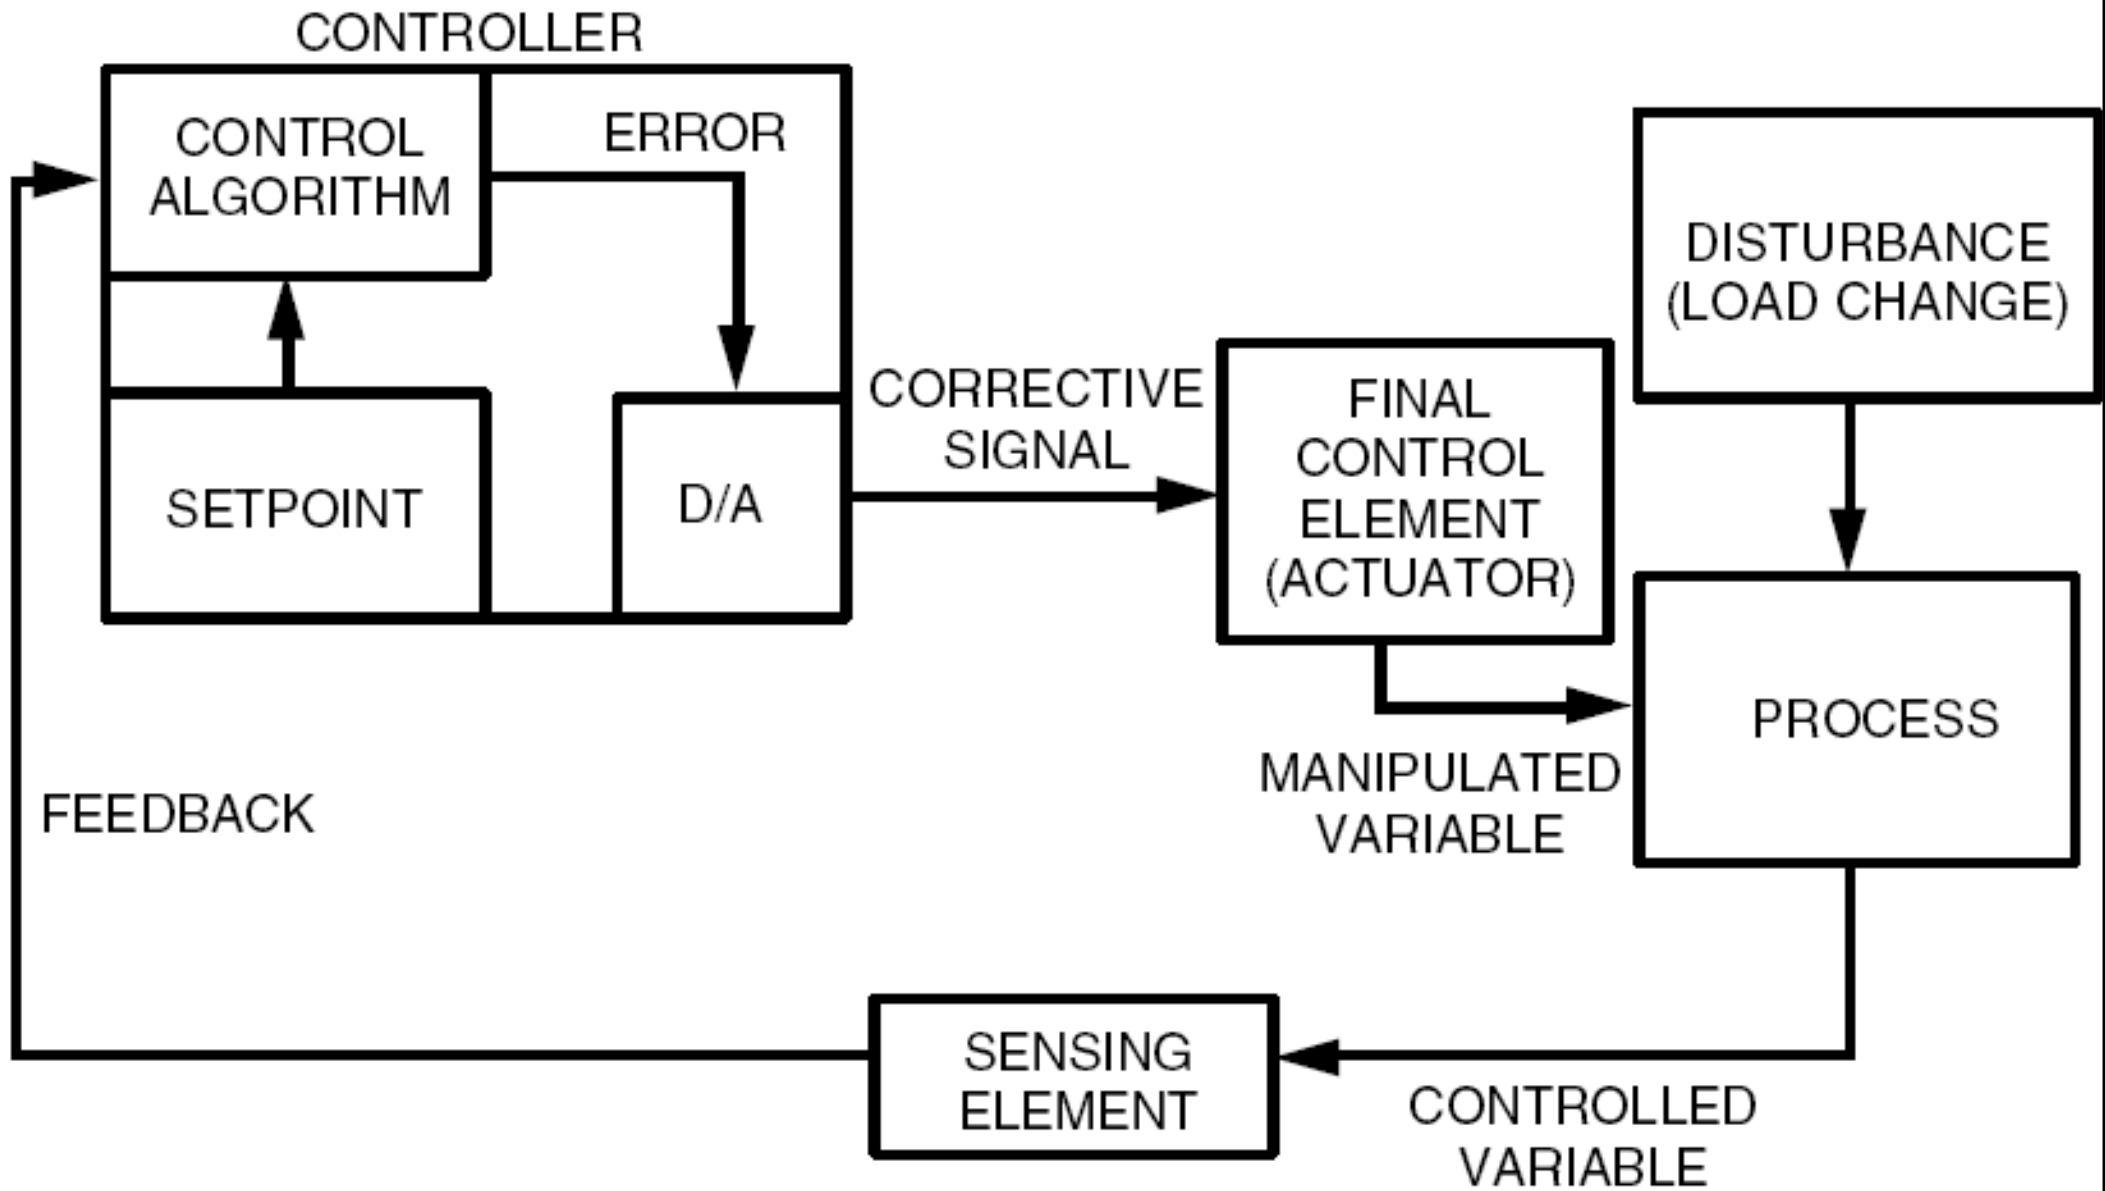 CONTROLLER
CONTROL
ALGORITHM
ERROR
SETPOINT
D/A
CORRECTIVE
SIGNAL
FINAL
CONTROL
ELEMENT
(ACTUATOR)
DISTURBANCE
(LOAD CHANGE)
PROCESS
MANIPULATED
VARIABLE
FEEDBACK
SENSING
ELEMENT
CONTROLLED
VARIABLE